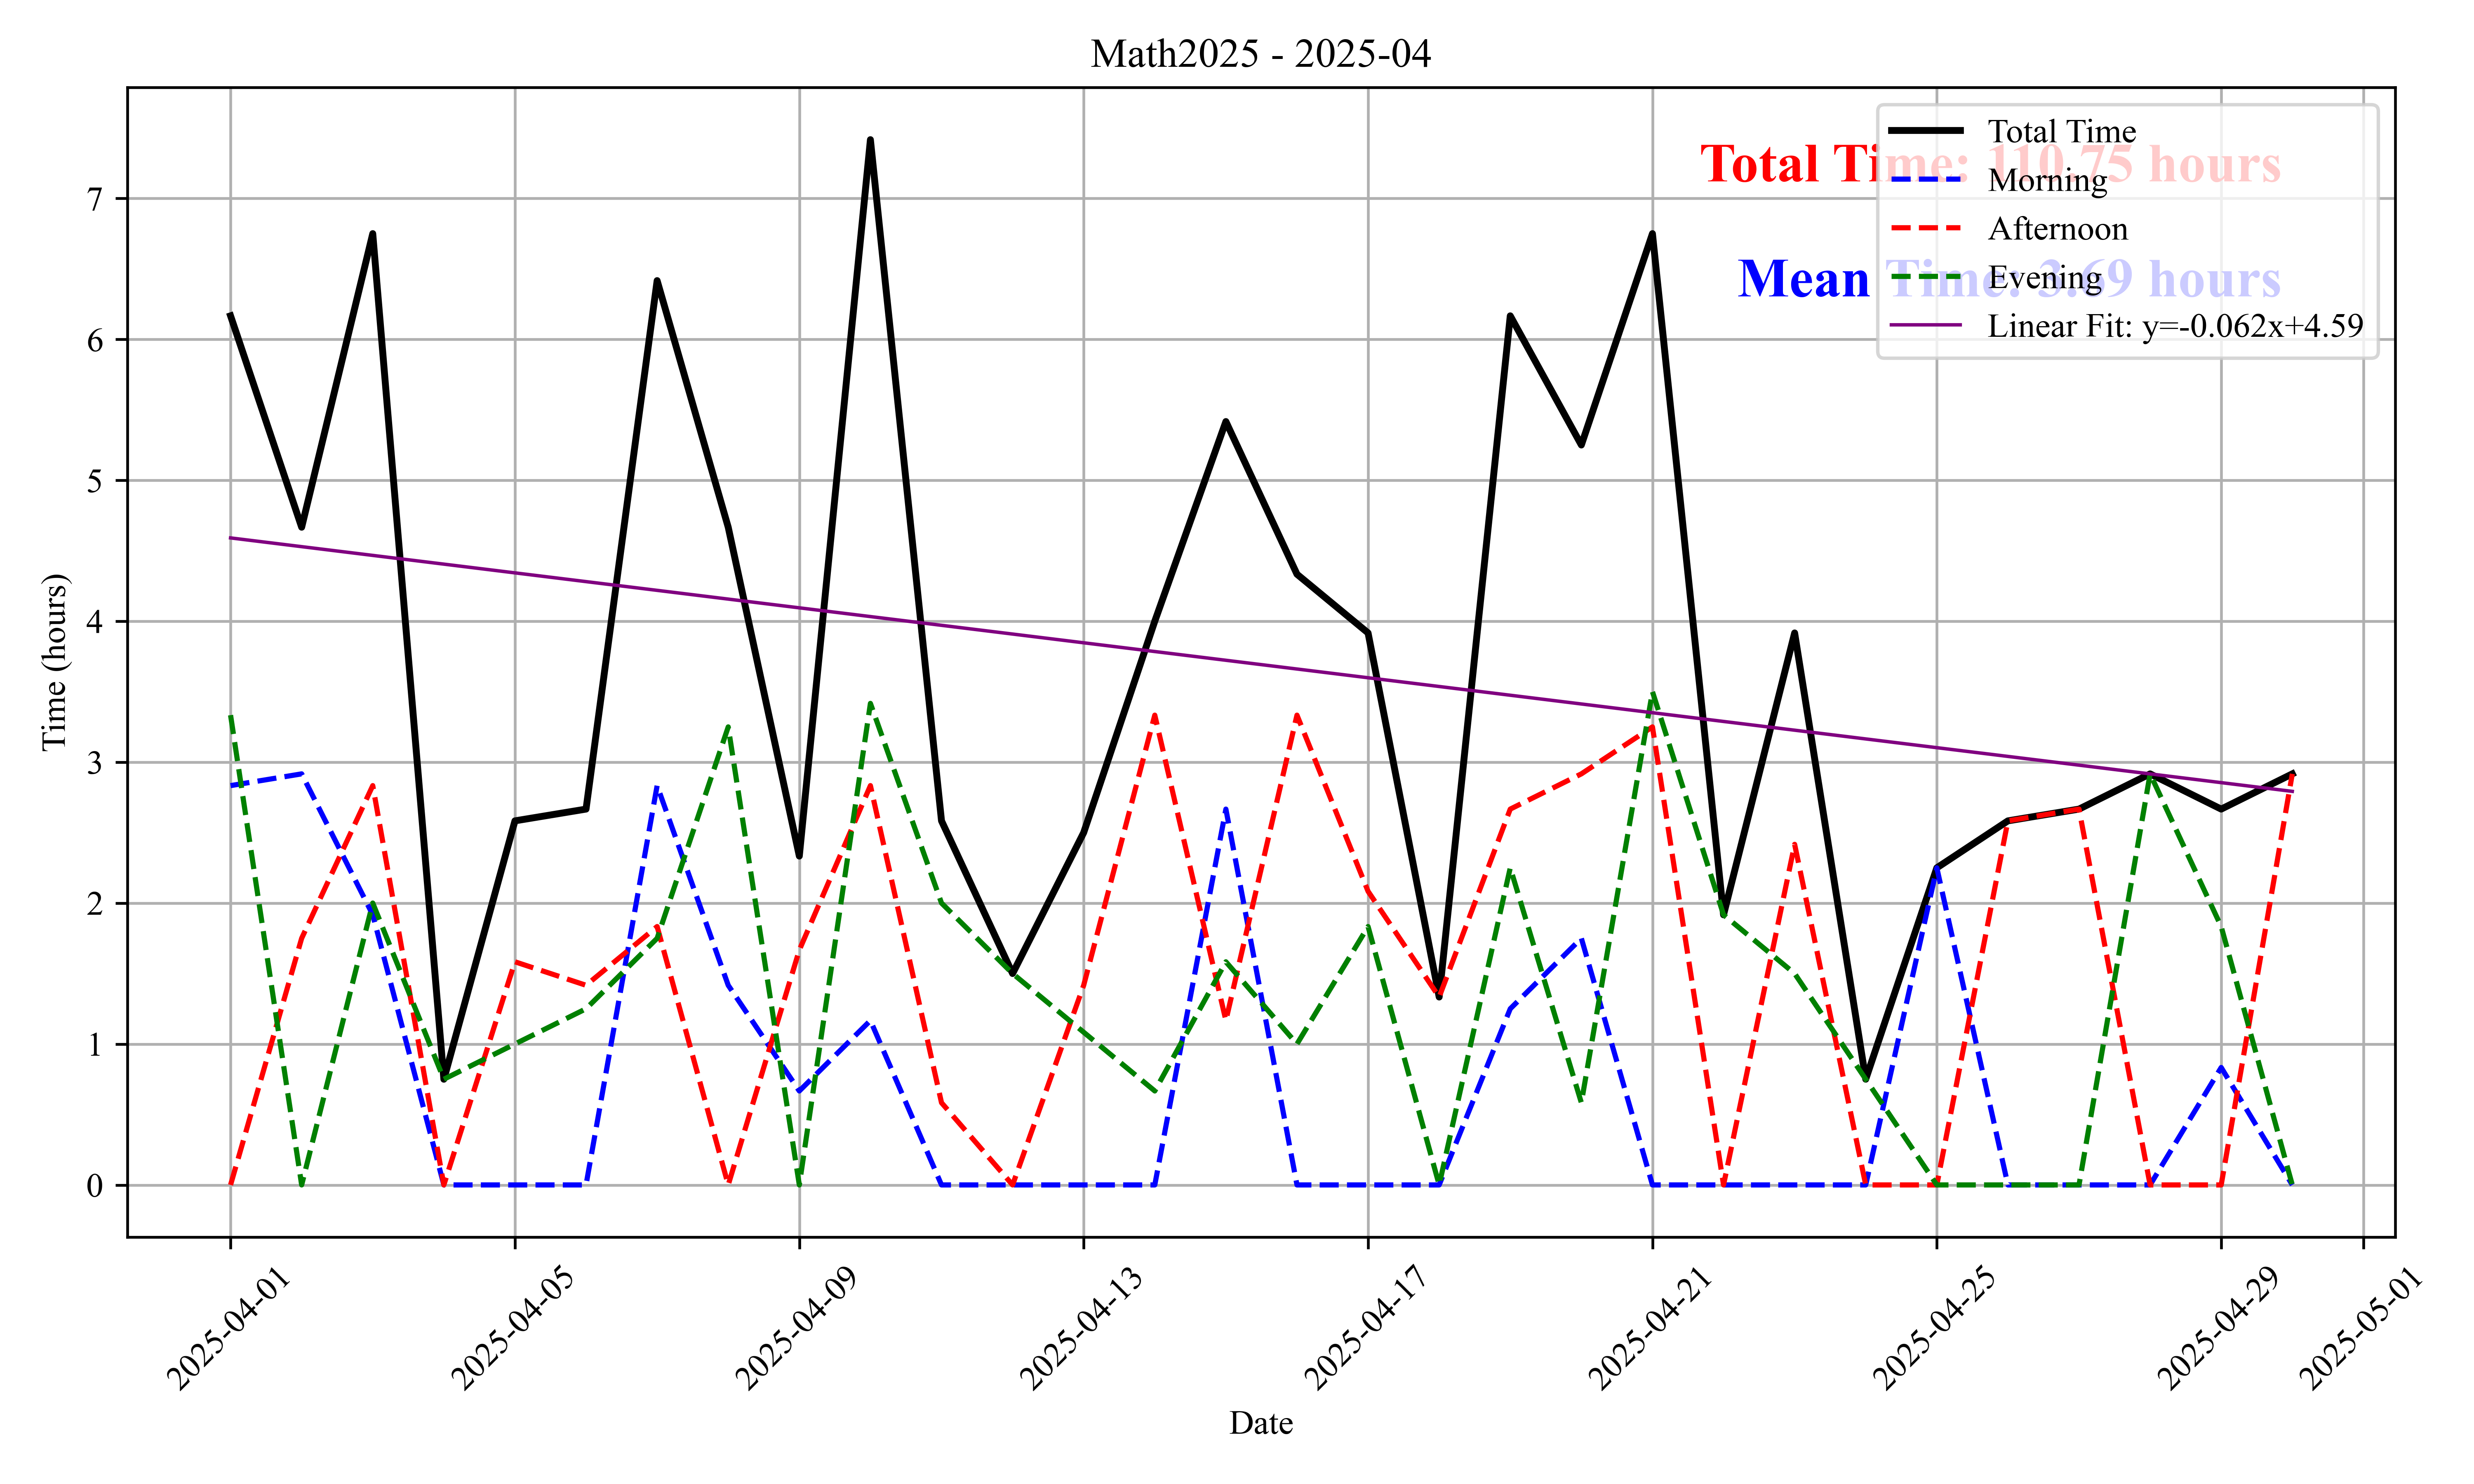 Math2025 - 2025-04
Total Time: 110.75 hours
Mean Time: 3.69 hours
Total Time
Morning
Afternoon
Evening
Linear Fit: y=-0.062x+4.59
Time (hours)
7
6
5
4
3
2
1
0
2025-04-01
2025-04-05
2025-04-09
2025-04-13
2025-04-17
2025-04-21
2025-04-25
2025-04-29
2025-05-01
Date